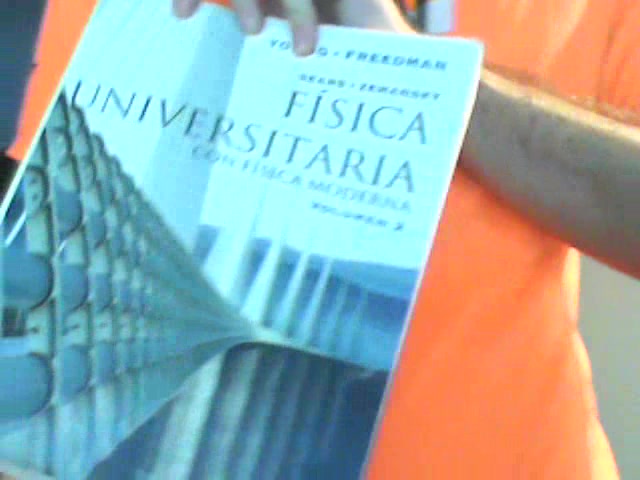 YOUNG • FREEDMAN
SEARS • ZEMANSKY
FÍSICA
UNIVERSITARIA
CON FÍSICA MODERNA
VOLUMEN 2